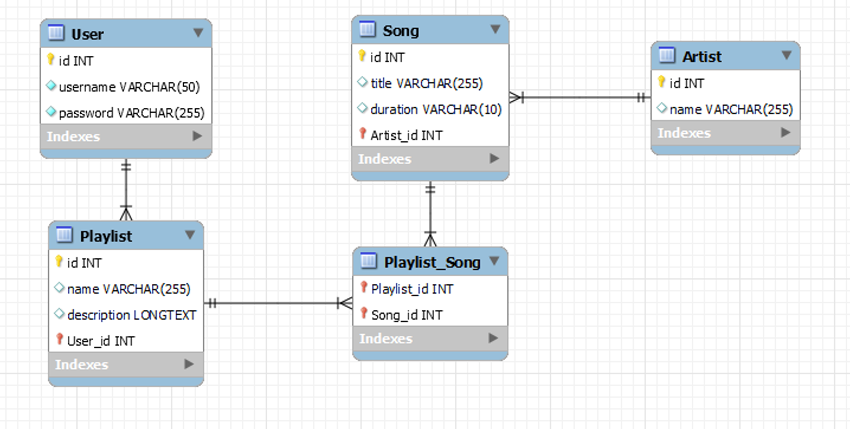 User
id INT
username VARCHAR(50)
password VARCHAR(255)
Indexes
Song
id INT
title VARCHAR(255)
duration VARCHAR(10)
Artist_id INT
Indexes
Artist
id INT
name VARCHAR(255)
Indexes
Playlist
id INT
name VARCHAR(255)
description LONGTEXT
User_id INT
Indexes
Playlist_Song
Playlist_id INT
Song_id INT
Indexes